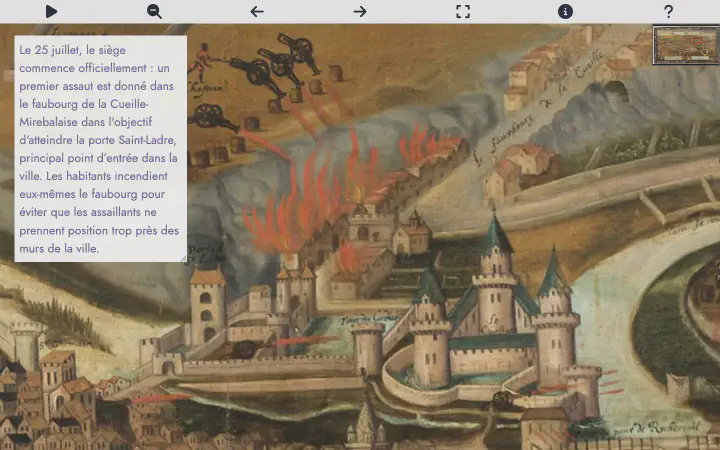 Le 25 juillet, le siège
commence officiellement : un
premier assaut est donné dans
le faubourg de la Cueille-
Mirebalaise dans l'objectif
d'atteindre la porte Saint-Ladre,
principal point d'entrée dans la
ville. Les habitants incendient
eux-mêmes le faubourg pour
éviter que les assaillants ne
prennent position trop près des
murs de la ville.
le fauxbourg de la Cueille
pont de Rochereuil